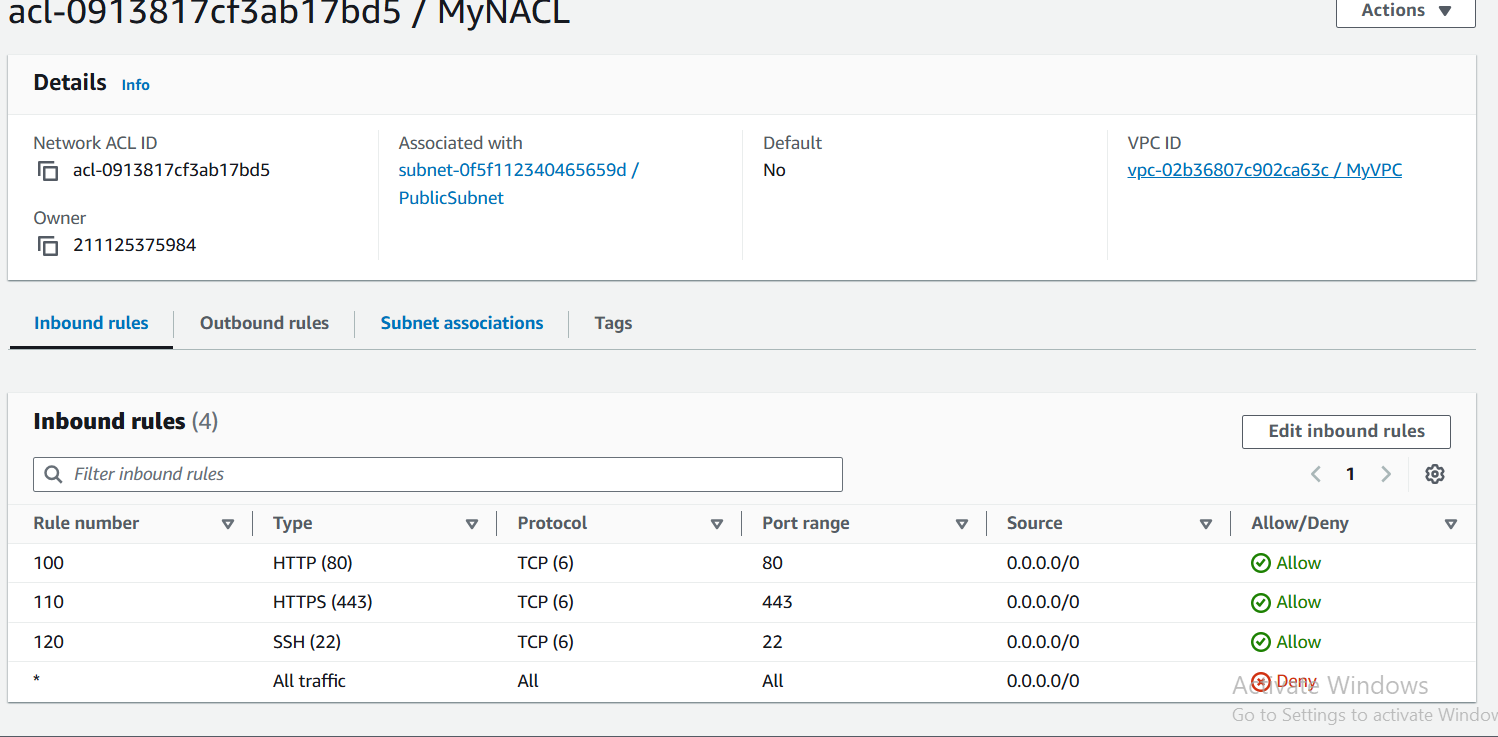 acl-0913817cf3ab17bd5 / MyNACL
Actions
Details Info
Network ACL ID
acl-0913817cf3ab17bd5
Owner
211125375984
Associated with
subnet-0f5f112340465659d /
PublicSubnet
Default
No
VPC ID
vpc-02b36807c902ca63c / MyVPC
Inbound rules Outbound rules Subnet associations Tags
Inbound rules (4)
Edit inbound rules
Filter inbound rules
1
Rule number Type Protocol Port range Source Allow/Deny
100 HTTP (80) TCP (6) 80 0.0.0.0/0 Allow
110 HTTPS (443) TCP (6) 443 0.0.0.0/0 Allow
120 SSH (22) TCP (6) 22 0.0.0.0/0 Allow
* All traffic All All 0.0.0.0/0 Deny
Activate Windows
Go to Settings to activate Window